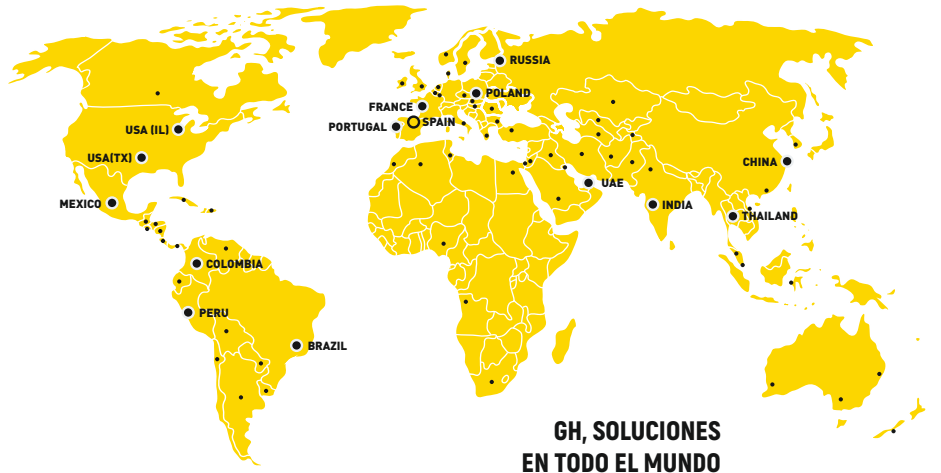 RUSSIA
POLAND
FRANCE
SPAIN
PORTUGAL
USA (IL)
USA(TX)
CHINA
UAE
MEXICO
INDIA
THAILAND
COLOMBIA
PERU
BRAZIL
GH, SOLUCIONES
EN TODO EL MUNDO